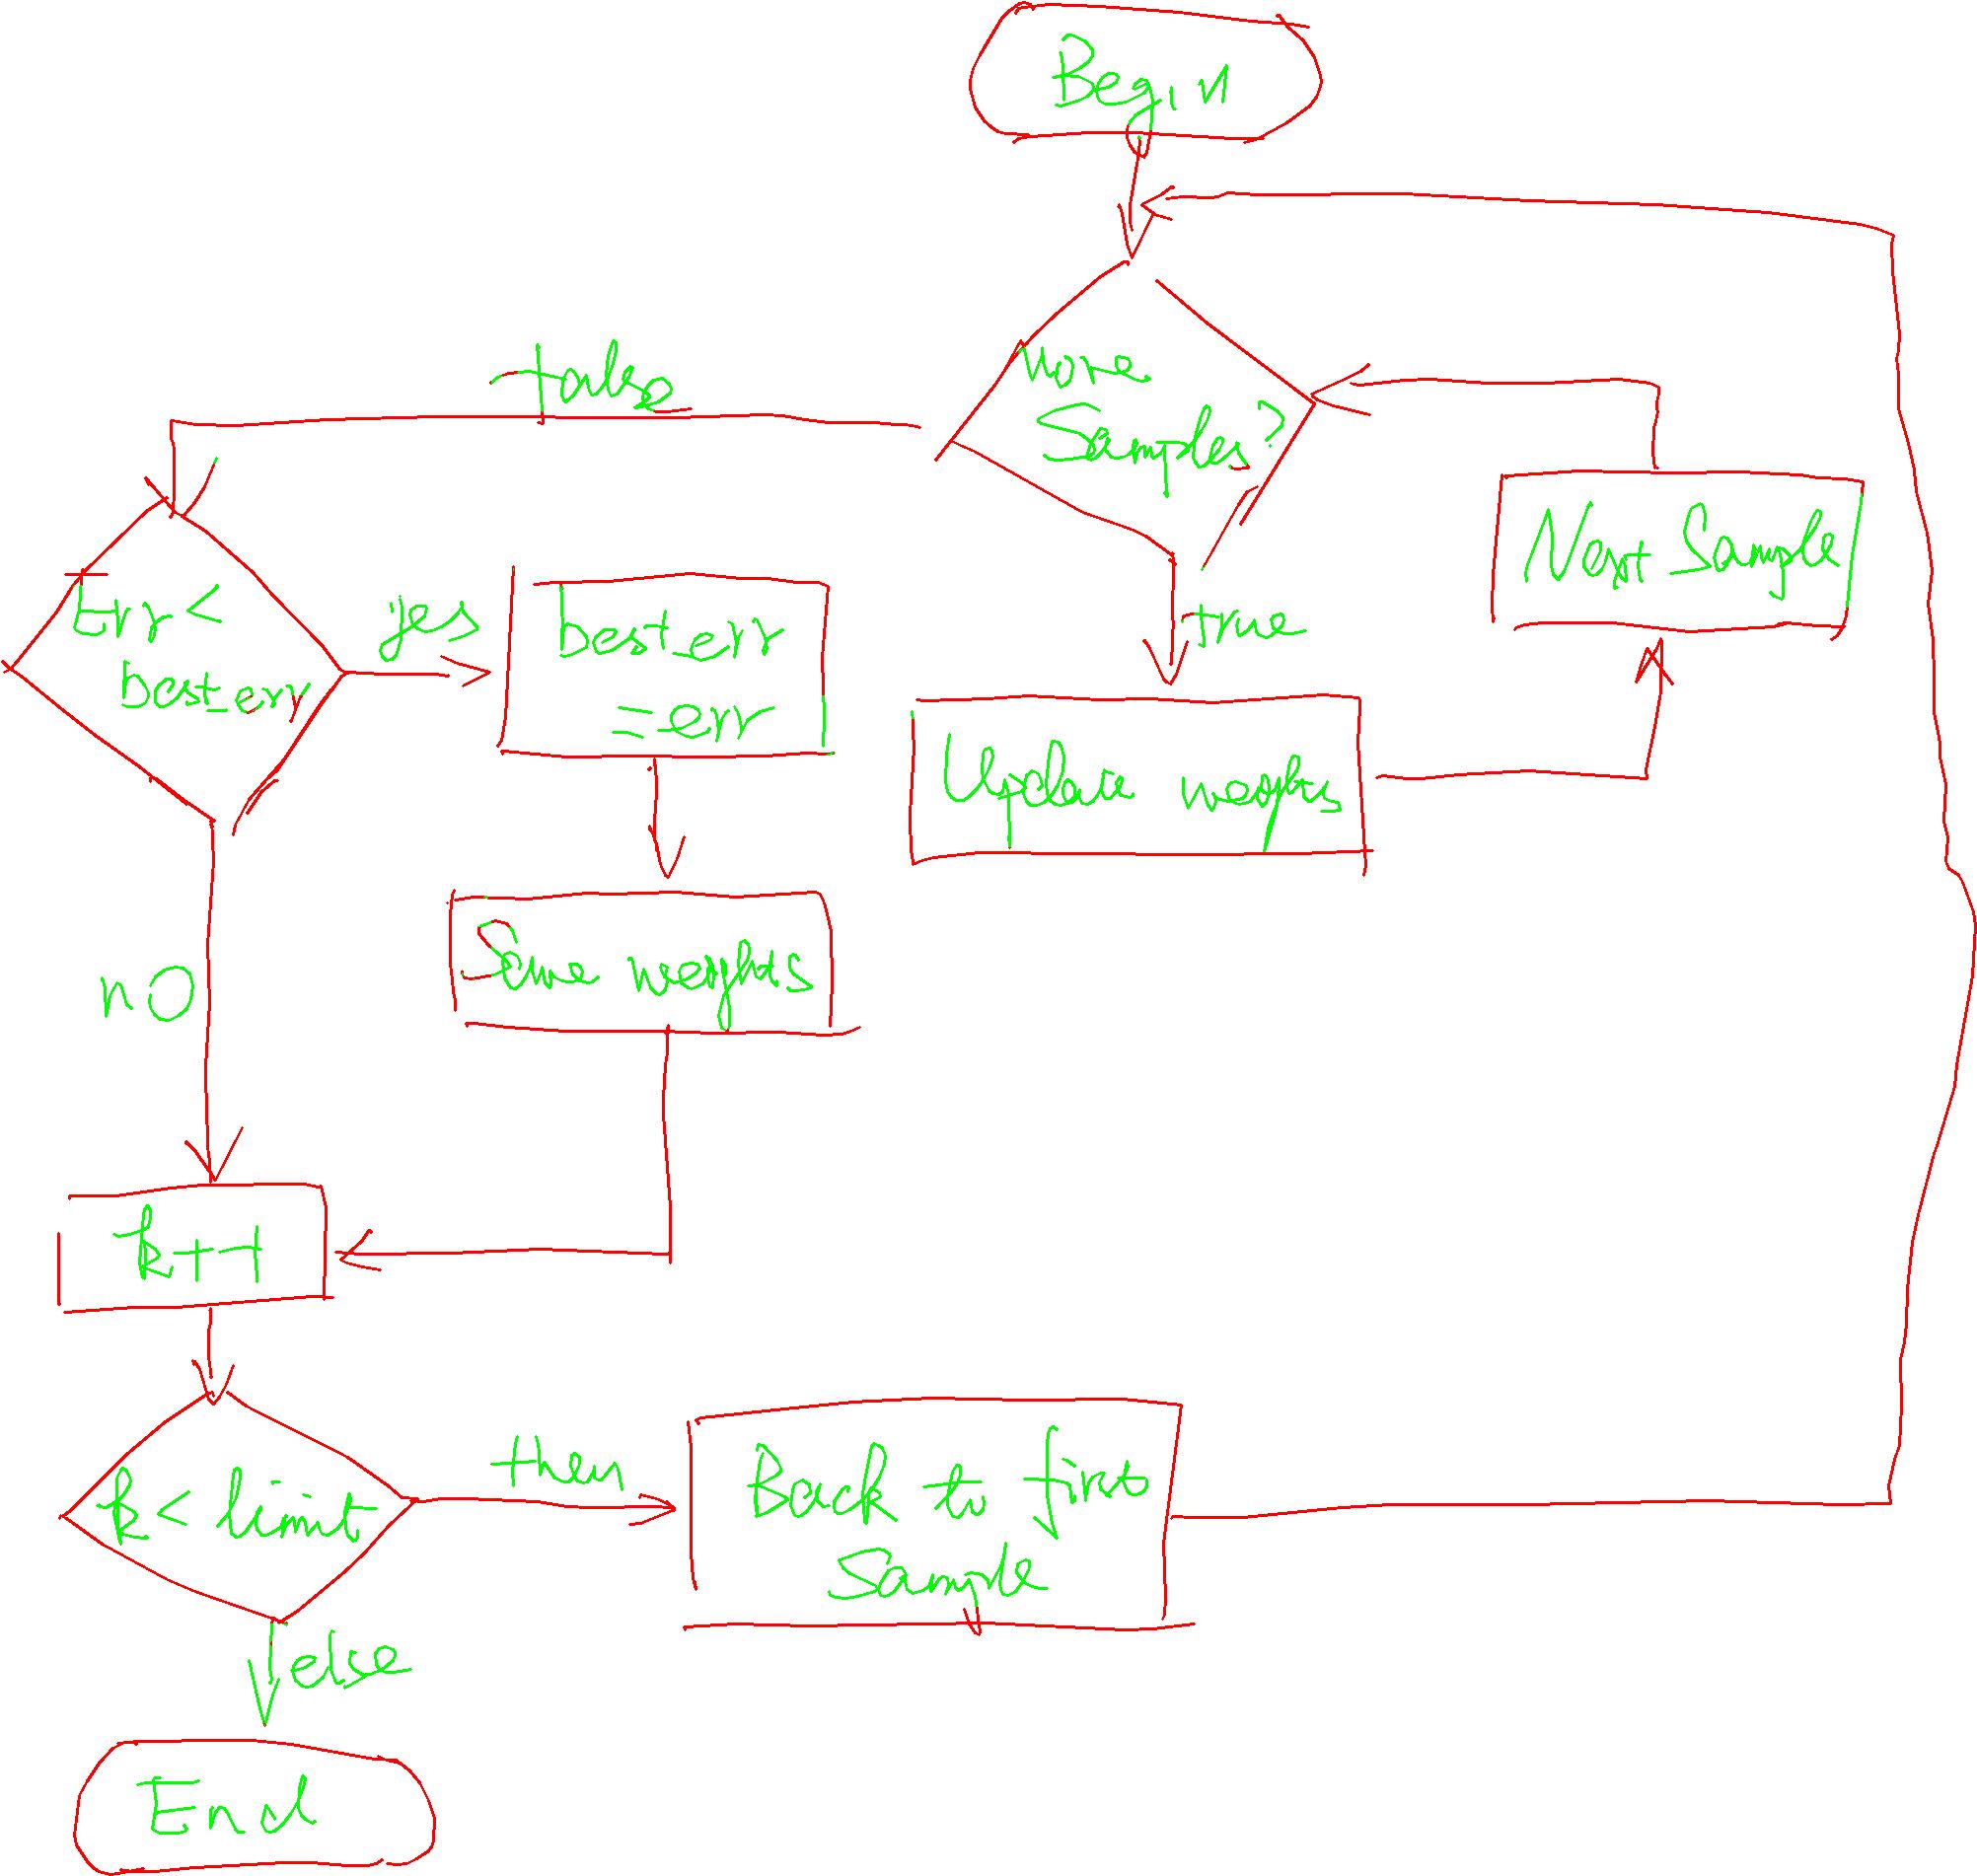 Begin
More
Samples?
false
Next Sample
Err <
best_err
yes
best_err
= err
true
Update weights
Save weights
no
k++
k < limit
then
Back to first
Sample
else
End